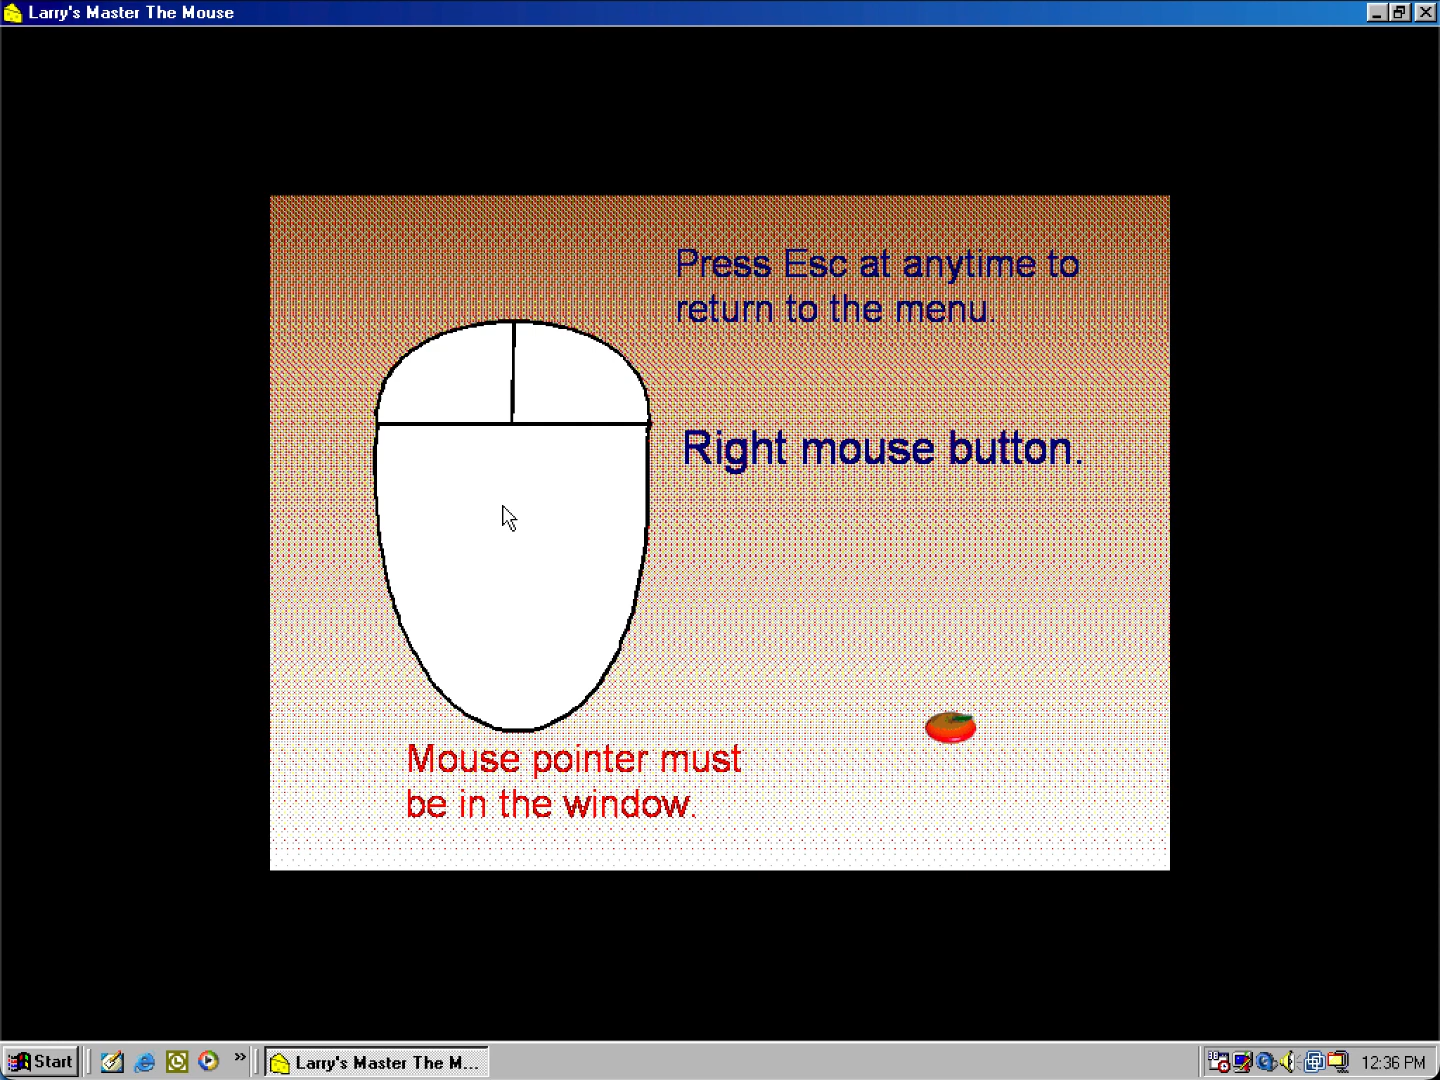 Larry's Master The Mouse
Press Esc at anytime to
return to the menu.
Right mouse button.
Mouse pointer must
be in the window.
Start
»
Larry's Master The M...
12:36 PM